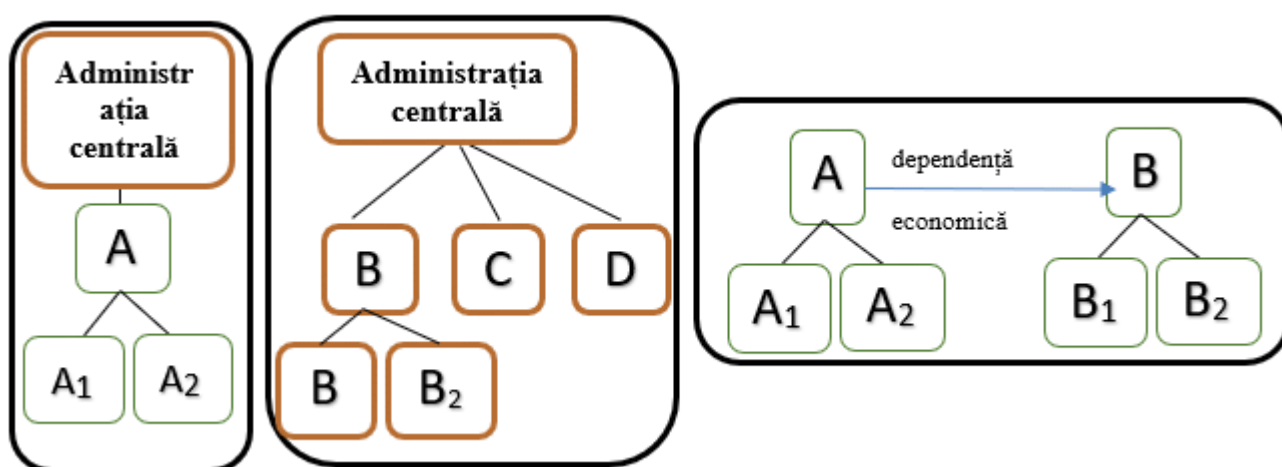 Administr
ația
centrală
A
A1
A2
Administrația
centrală
B
C
D
B
B2
A
dependență
economică
B
A1
A2
B1
B2